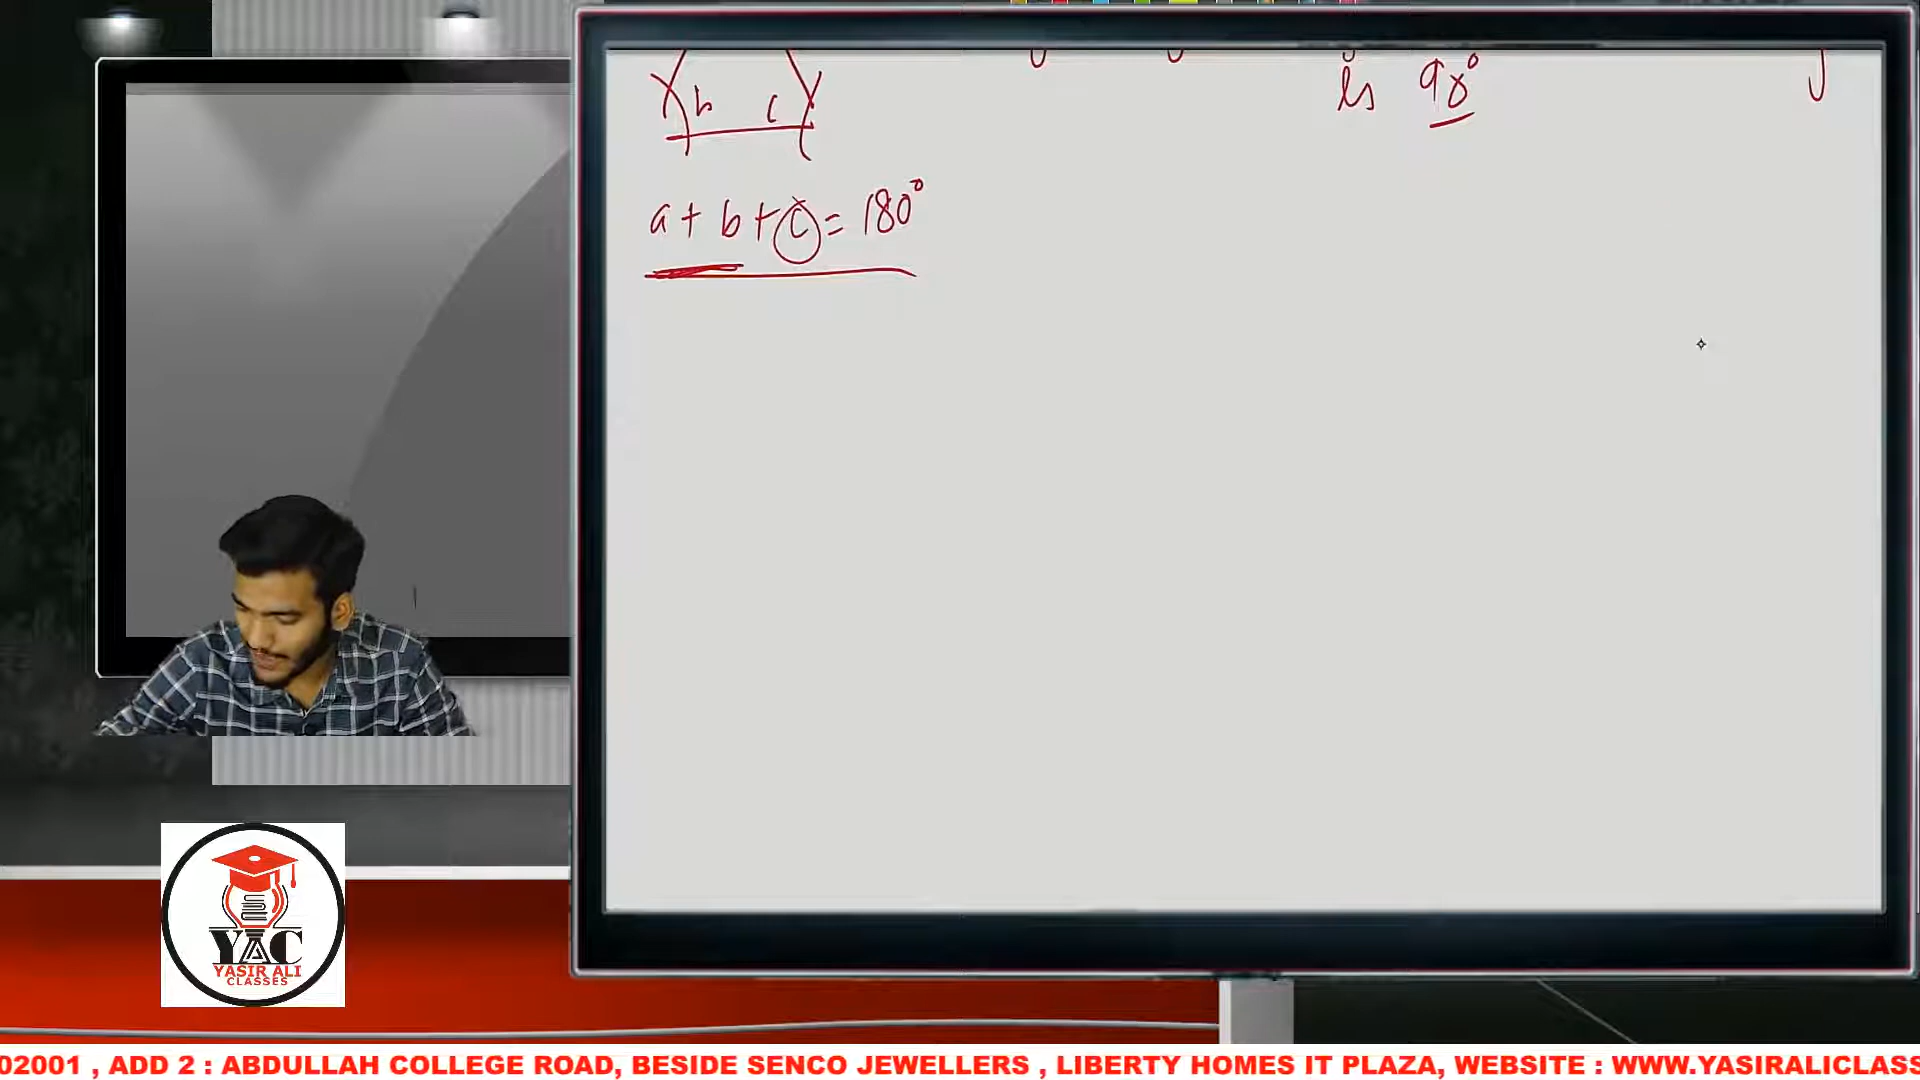 b c
is 90°
a + b + c = 180°
YAC
YASIR ALI
CLASSES
02001 , ADD 2 : ABDULLAH COLLEGE ROAD, BESIDE SENCO JEWELLERS , LIBERTY HOMES IT PLAZA, WEBSITE : WWW.YASIRALICLASS